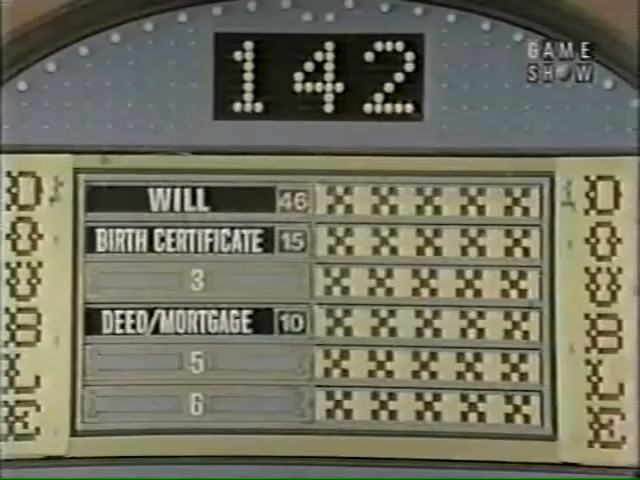 142
GAME
SHOW
WILL 46
BIRTH CERTIFICATE 15
3
DEED/MORTGAGE 10
5
6
DOUBLE
DOUBLE